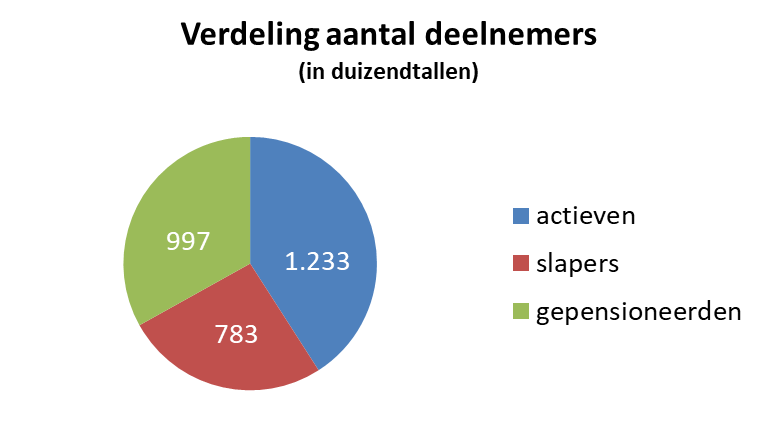 Verdeling aantal deelnemers
(in duizendtallen)
997
1.233
783
actieven
slapers
gepensioneerden